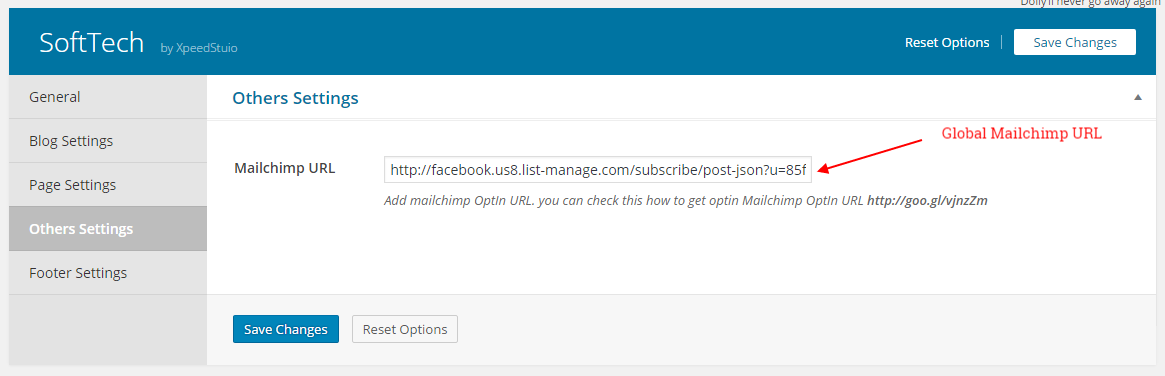 Dolly'll never go away again
SoftTech by XpeedStuio
Reset Options
Save Changes
General
Blog Settings
Page Settings
Others Settings
Footer Settings
Others Settings
Global Mailchimp URL
Mailchimp URL
http://facebook.us8.list-manage.com/subscribe/post-json?u=85f
Add mailchimp OptIn URL. you can check this how to get optin Mailchimp OptIn URL http://goo.gl/vjnzZm
Save Changes
Reset Options